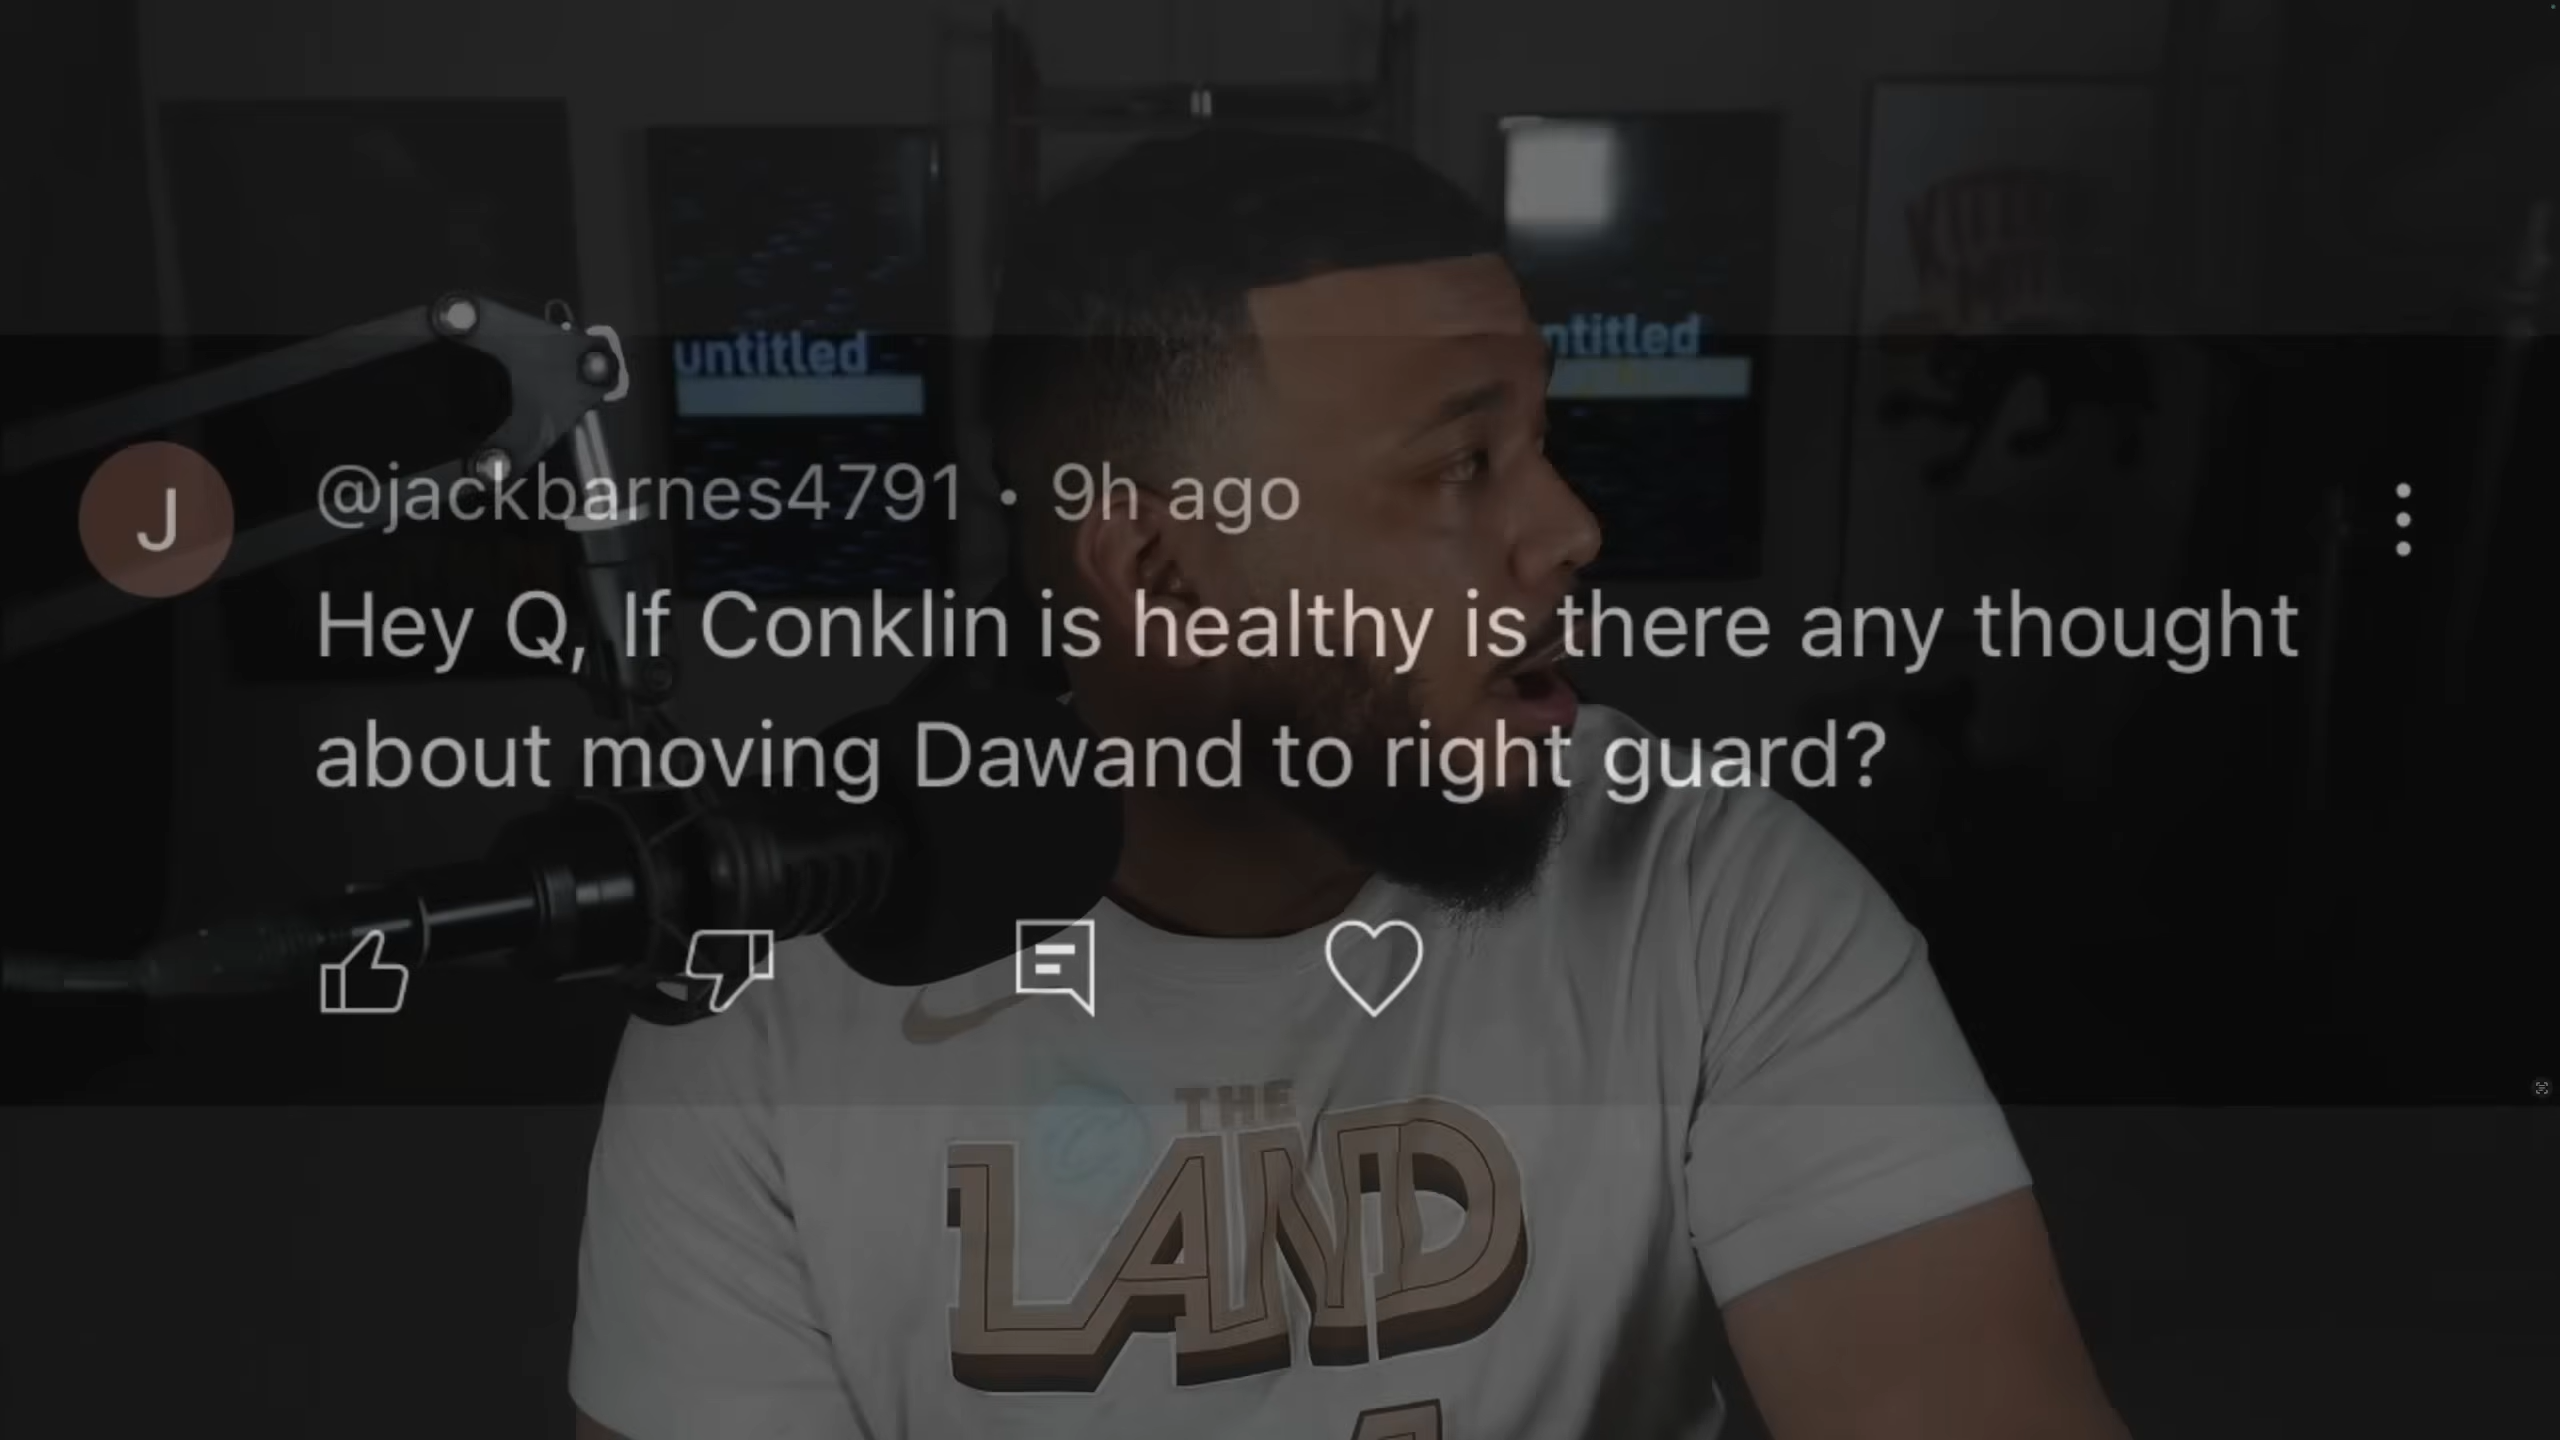 untitled
ntitled
J
@jackbarnes4791 • 9h ago
Hey Q, If Conklin is healthy is there any thought
about moving Dawand to right guard?
THE
LAND